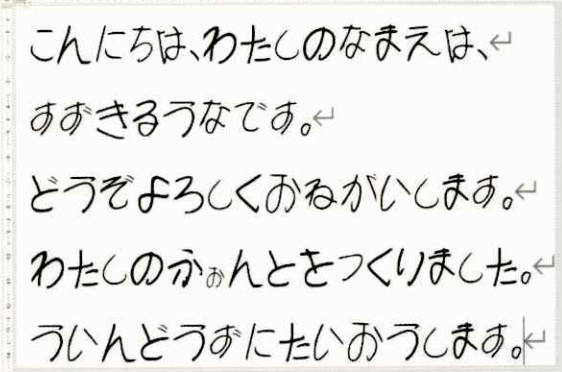 こんにちは、わたしのなまえは、
すずきるうなです。
どうぞよろしくおねがいします。
わたしのふぉんとをつくりました。
ういんどうずにたいおうします。